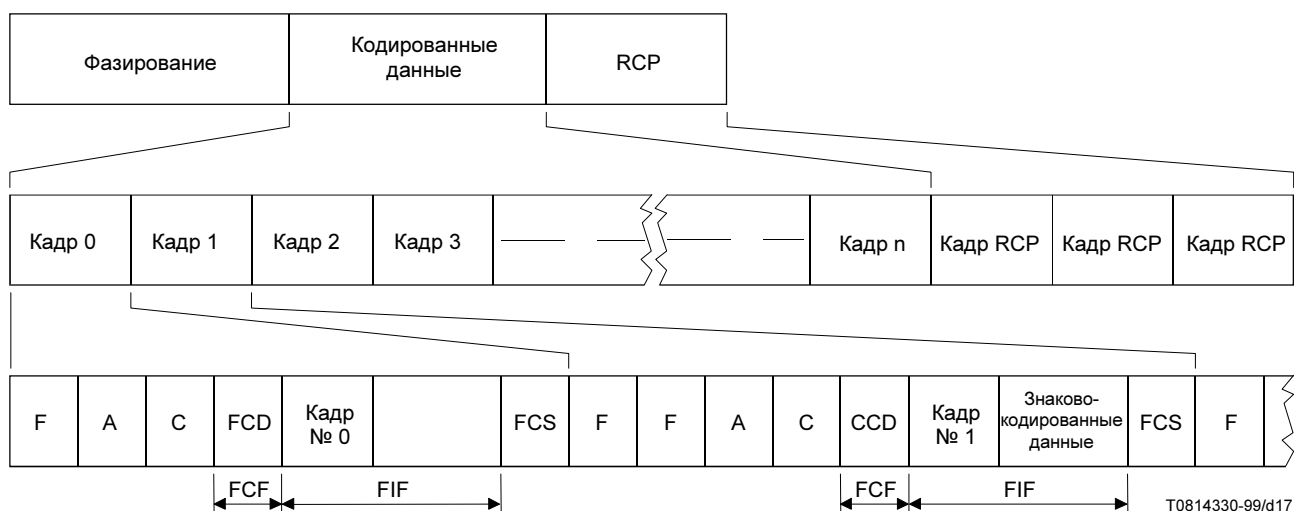 Фазирование
Кодированные
данные
RCP
Кадр 0
Кадр 1
Кадр 2
Кадр 3
Кадр n
Кадр RCP
Кадр RCP
Кадр RCP
F
A
C
FCD
Кадр
№ 0
FCS
F
F
A
C
CCD
Кадр
№ 1
Знаково-
кодированные
данные
FCS
F
FCF
FIF
FCF
FIF
T0814330-99/d17